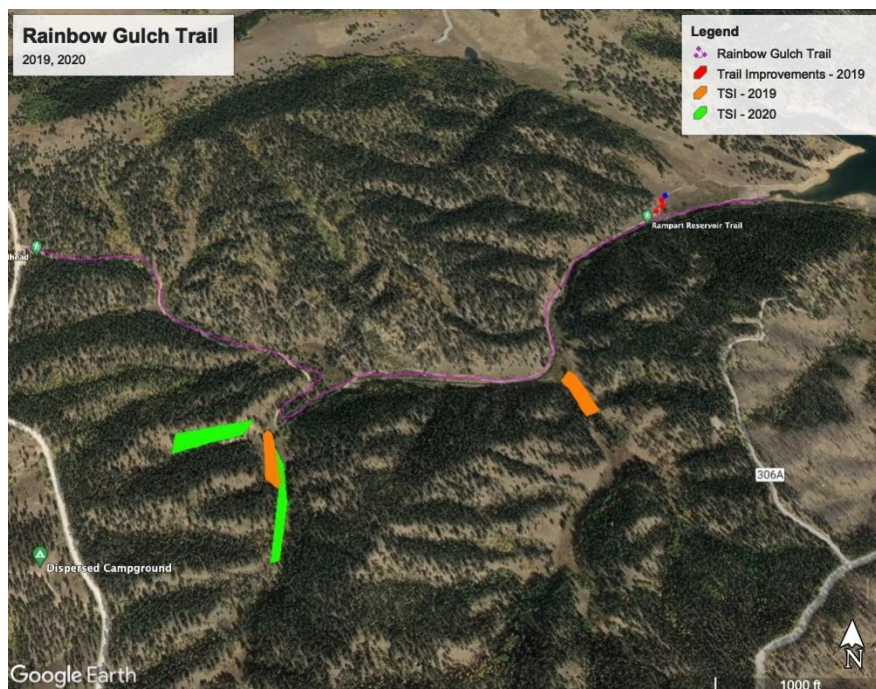 Rainbow Gulch Trail
2019, 2020
Legend
Rainbow Gulch Trail
Trail Improvements - 2019
TSI - 2019
TSI - 2020
Rampart Reservoir Trail
lhead
306A
Dispersed Campground
Google Earth
N
1000 ft